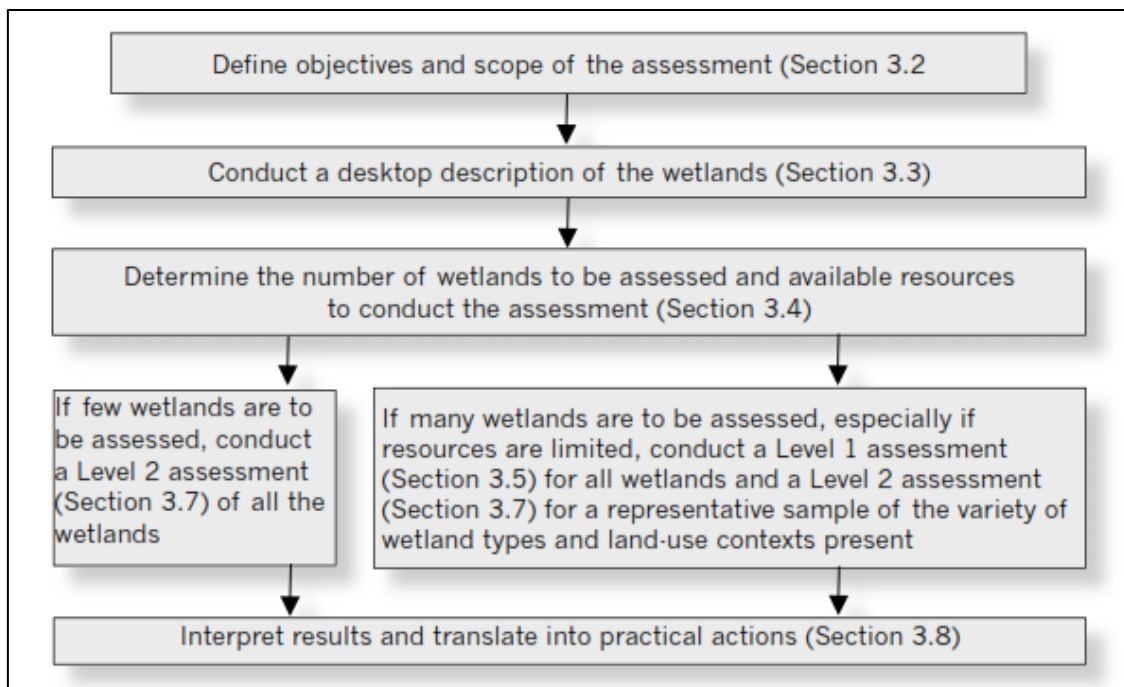 Define objectives and scope of the assessment (Section 3.2
Conduct a desktop description of the wetlands (Section 3.3)
Determine the number of wetlands to be assessed and available resources
to conduct the assessment (Section 3.4)
If few wetlands are to
be assessed, conduct
a Level 2 assessment
(Section 3.7) of all the
wetlands
If many wetlands are to be assessed, especially if
resources are limited, conduct a Level 1 assessment
(Section 3.5) for all wetlands and a Level 2 assessment
(Section 3.7) for a representative sample of the variety of
wetland types and land-use contexts present
Interpret results and translate into practical actions (Section 3.8)